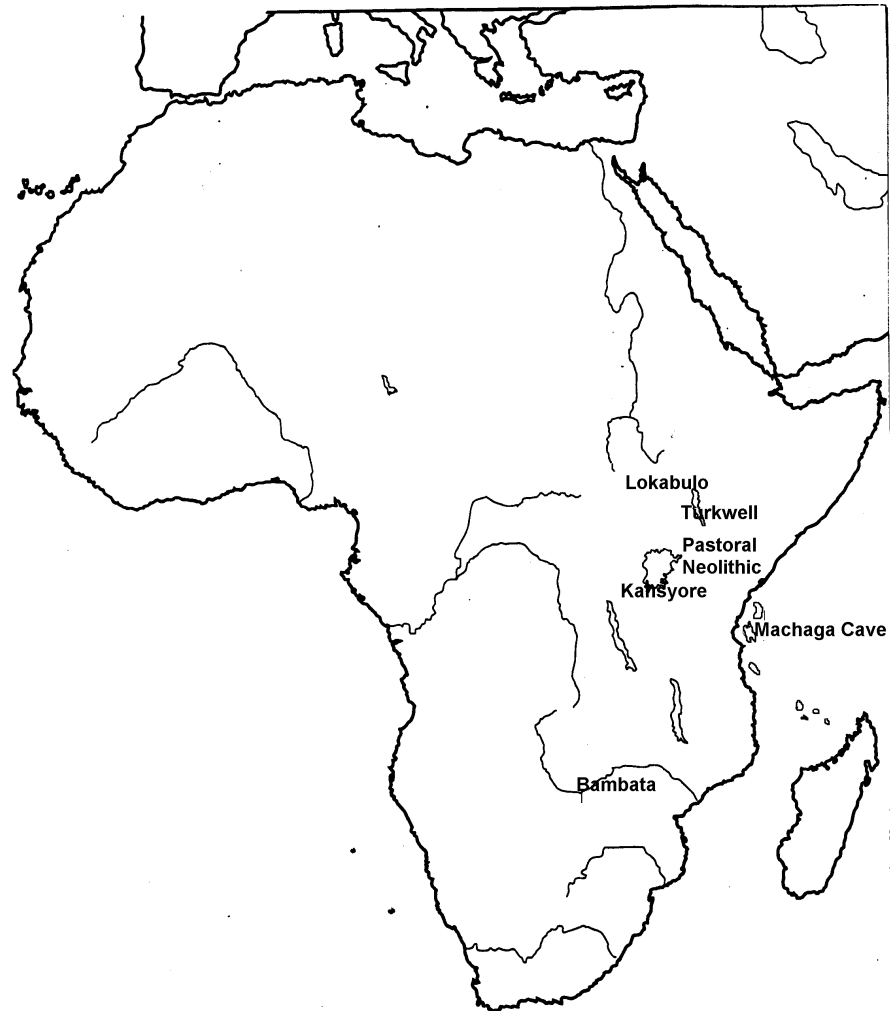 Lokabulo
Turkwell
Pastoral
Neolithic
Kansyore
Machaga Cave
Bambata